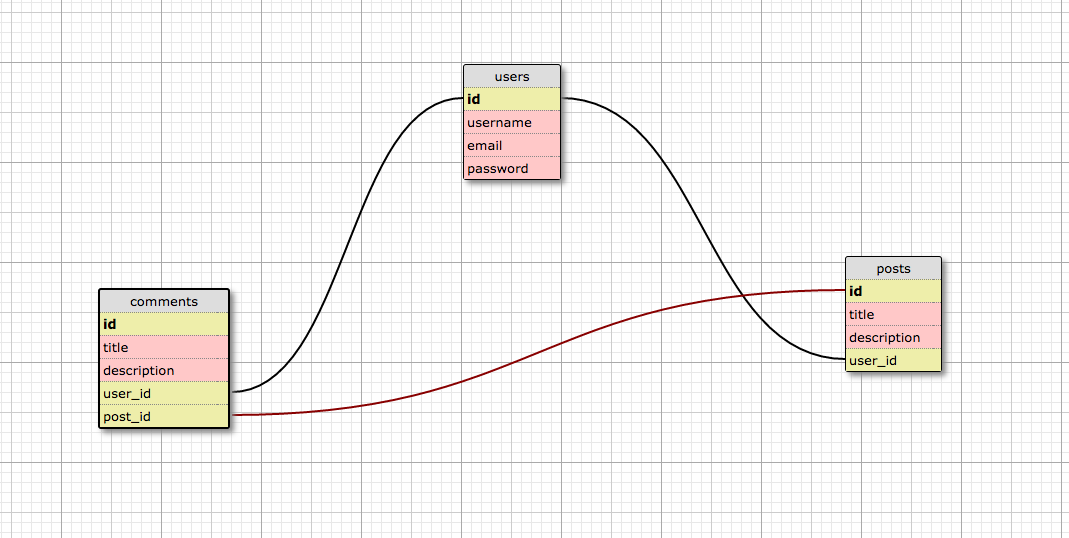 users
id
username
email
password
posts
id
title
description
user_id
comments
id
title
description
user_id
post_id